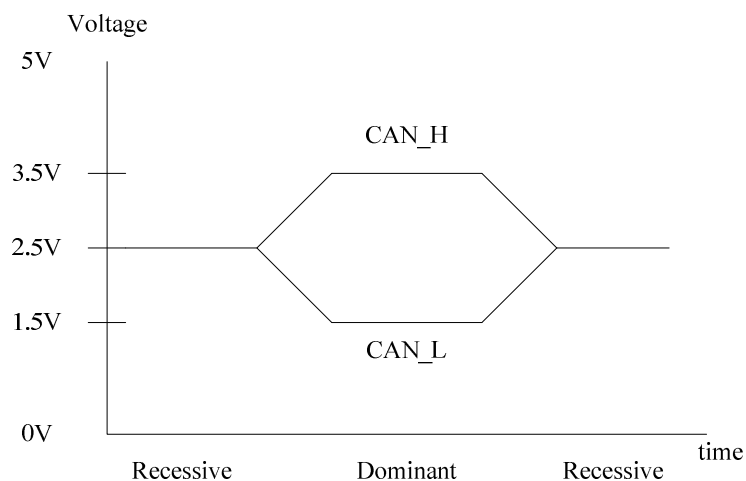 Voltage
5V
CAN_H
3.5V
2.5V
1.5V
CAN_L
0V
time
Recessive Dominant Recessive